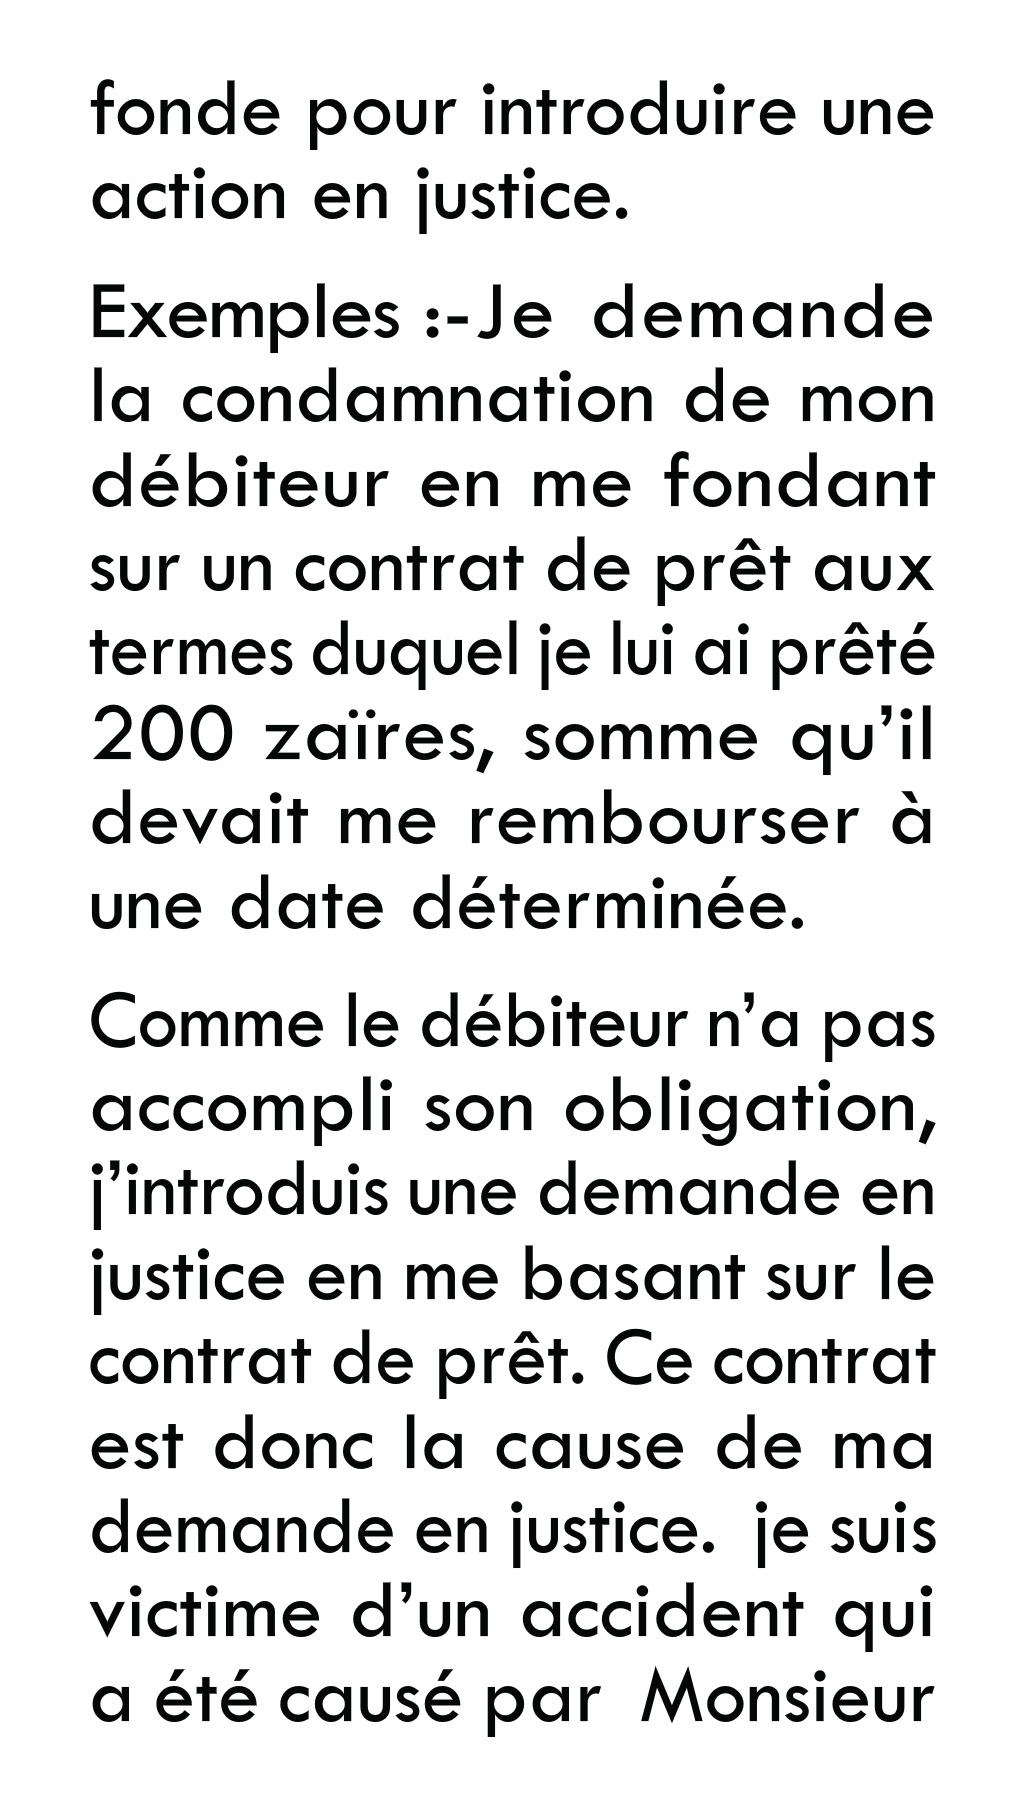 fonde pour introduire une
action en justice.
Exemples :-Je demande
la condamnation de mon
débiteur en me fondant
sur un contrat de prêt aux
termes duquel je lui ai prêté
200 zaïres, somme qu’il
devait me rembourser à
une date déterminée.
Comme le débiteur n’a pas
accompli son obligation,
j’introduis une demande en
justice en me basant sur le
contrat de prêt. Ce contrat
est donc la cause de ma
demande en justice. je suis
victime d’un accident qui
a été causé par Monsieur